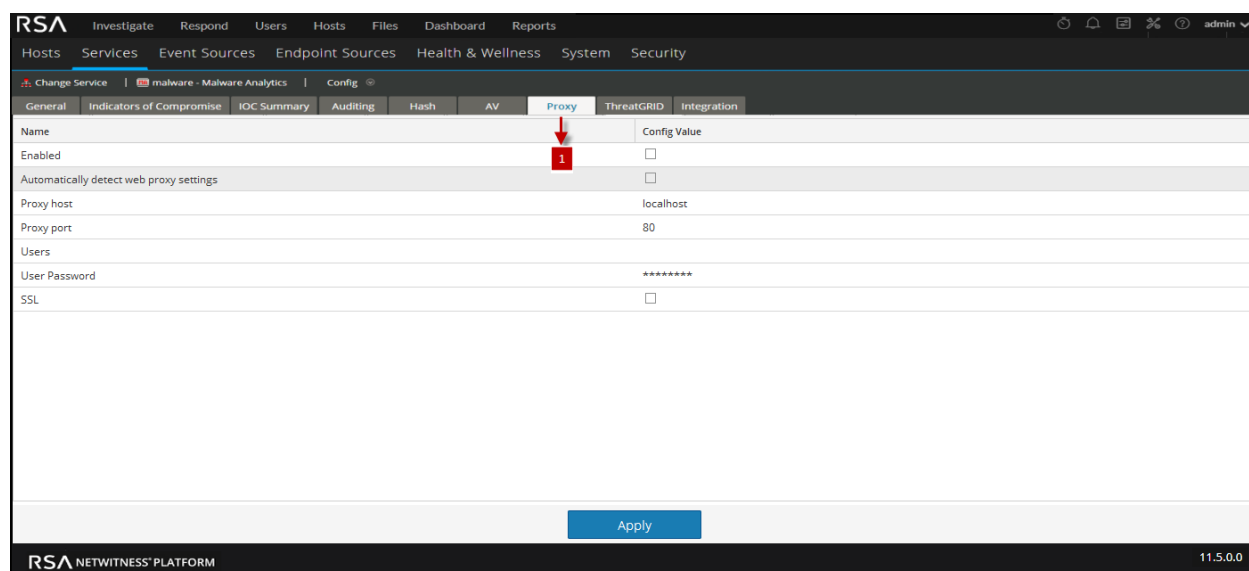 RSA Investigate Respond Users Hosts Files Dashboard Reports admin
Hosts Services Event Sources Endpoint Sources Health & Wellness System Security
Change Service | malware - Malware Analytics | Config
General Indicators of Compromise IOC Summary Auditing Hash AV Proxy ThreatGRID Integration
Name Config Value
Enabled
1
Automatically detect web proxy settings
Proxy host localhost
Proxy port 80
Users
User Password ********
SSL
Apply
RSA NETWITNESS® PLATFORM 11.5.0.0